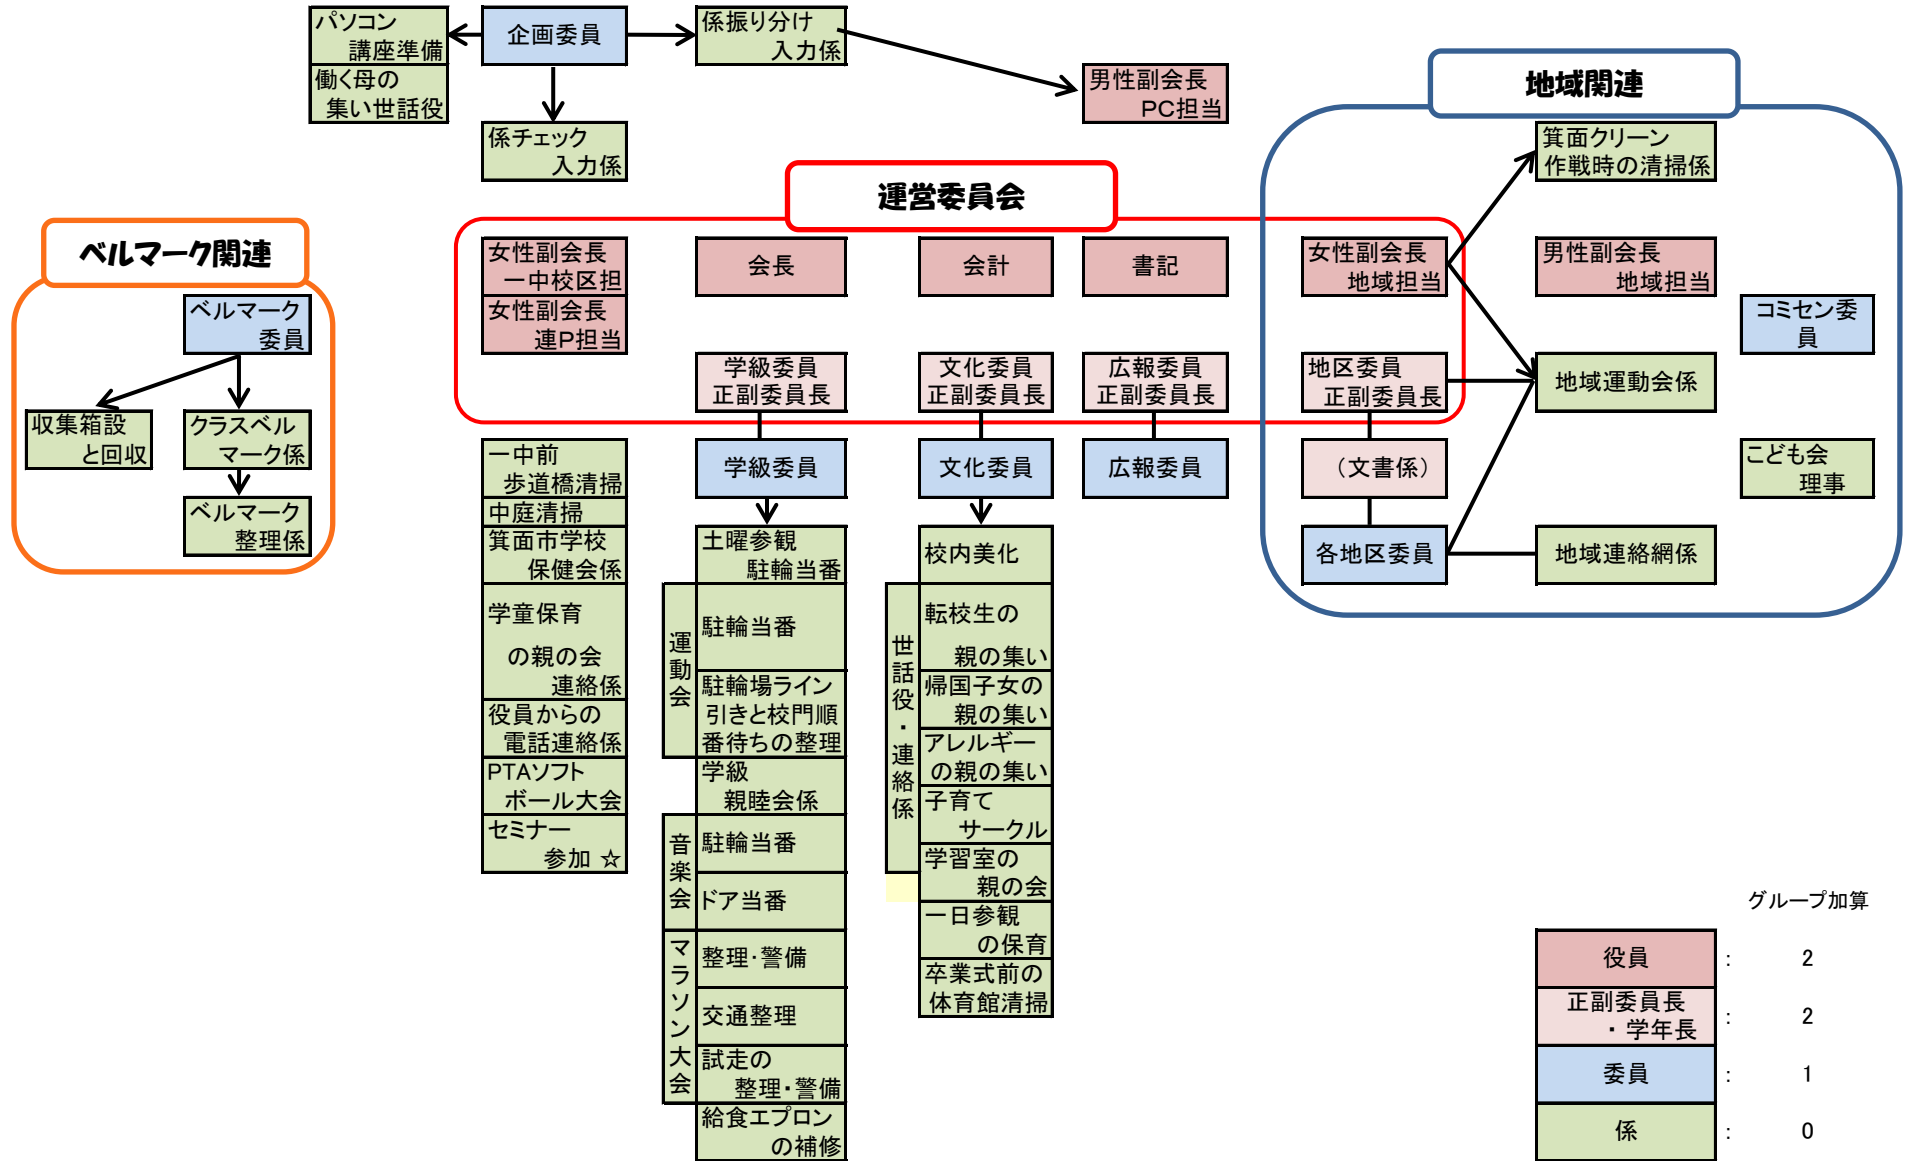 パソコン
講座準備
働く母の
集い世話役
企画委員
係振り分け
入力係
男性副会長
PC担当
係チェック
入力係
地域関連
箕面クリーン
作戦時の清掃係
運営委員会
ベルマーク関連
女性副会長
一中校区担
会長
会計
書記
女性副会長
地域担当
男性副会長
地域担当
女性副会長
連P担当
ベルマーク
委員
コミセン委
員
学級委員
正副委員長
文化委員
正副委員長
広報委員
正副委員長
地区委員
正副委員長
地域運動会係
収集箱設
と回収
クラスベル
マーク係
一中前
歩道橋清掃
学級委員
文化委員
広報委員
（文書係）
こども会
理事
ベルマーク
整理係
中庭清掃
箕面市学校
保健会係
土曜参観
駐輪当番
校内美化
各地区委員
地域連絡網係
学童保育
の親の会
連絡係
役員からの
電話連絡係
PTAソフト
ボール大会
セミナー
参加 ☆
運動会
駐輪当番
駐輪場ライン
引きと校門順
番待ちの整理
学級
親睦会係
音楽会
駐輪当番
ドア当番
マラソン大会
整理・警備
交通整理
試走の
整理・警備
給食エプロン
の補修
世話役・連絡係
転校生の
親の集い
帰国子女の
親の集い
アレルギー
の親の集い
子育て
サークル
学習室の
親の会
一日参観
の保育
卒業式前の
体育館清掃
グループ加算
役員 : 2
正副委員長
・学年長 : 2
委員 : 1
係 : 0